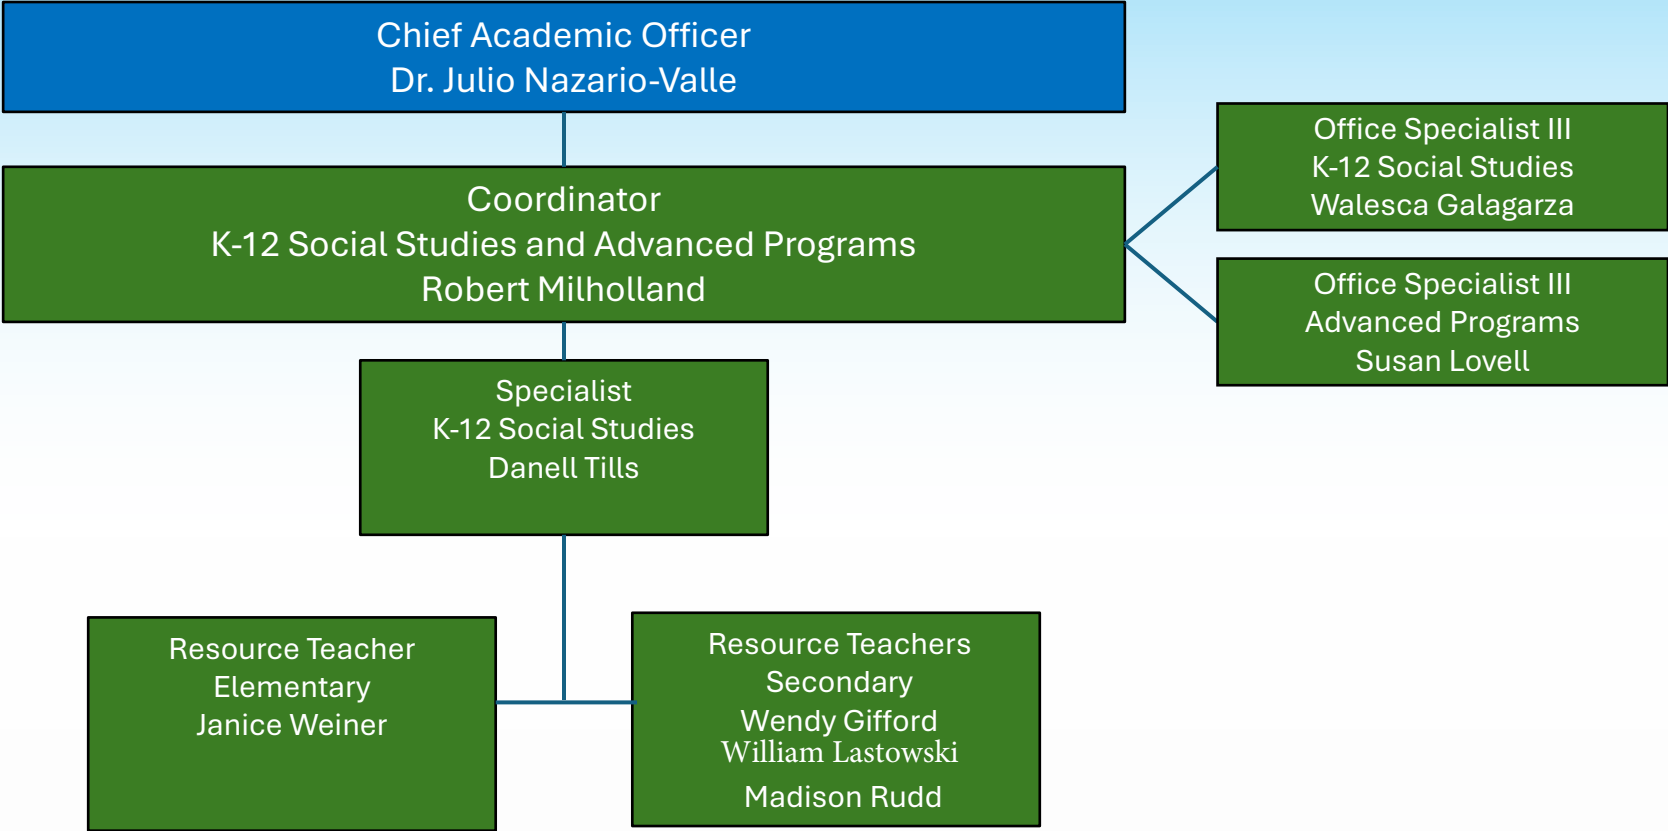 Chief Academic Officer
Dr. Julio Nazario-Valle
Coordinator
K-12 Social Studies and Advanced Programs
Robert Milholland
Office Specialist III
K-12 Social Studies
Walesca Galagarza
Office Specialist III
Advanced Programs
Susan Lovell
Specialist
K-12 Social Studies
Danell Tills
Resource Teacher
Elementary
Janice Weiner
Resource Teachers
Secondary
Wendy Gifford
William Lastowski
Madison Rudd